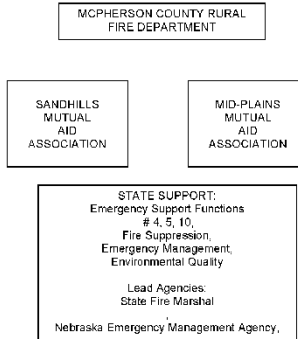 MCPHERSON COUNTY RURAL
FIRE DEPARTMENT
SANDHILLS
MUTUAL
AID
ASSOCIATION
MID-PLAINS
MUTUAL
AID
ASSOCIATION
STATE SUPPORT:
Emergency Support Functions
# 4, 5, 10,
Fire Suppression,
Emergency Management,
Environmental Quality
Lead Agencies:
State Fire Marshal
,
Nebraska Emergency Management Agency,